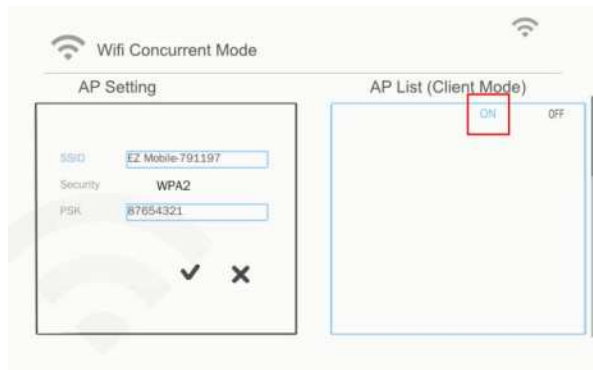 Wifi Concurrent Mode
AP Setting
SSID EZ Mobile-791197
Security WPA2
PSK 87654321
AP List (Client Mode)
ON OFF